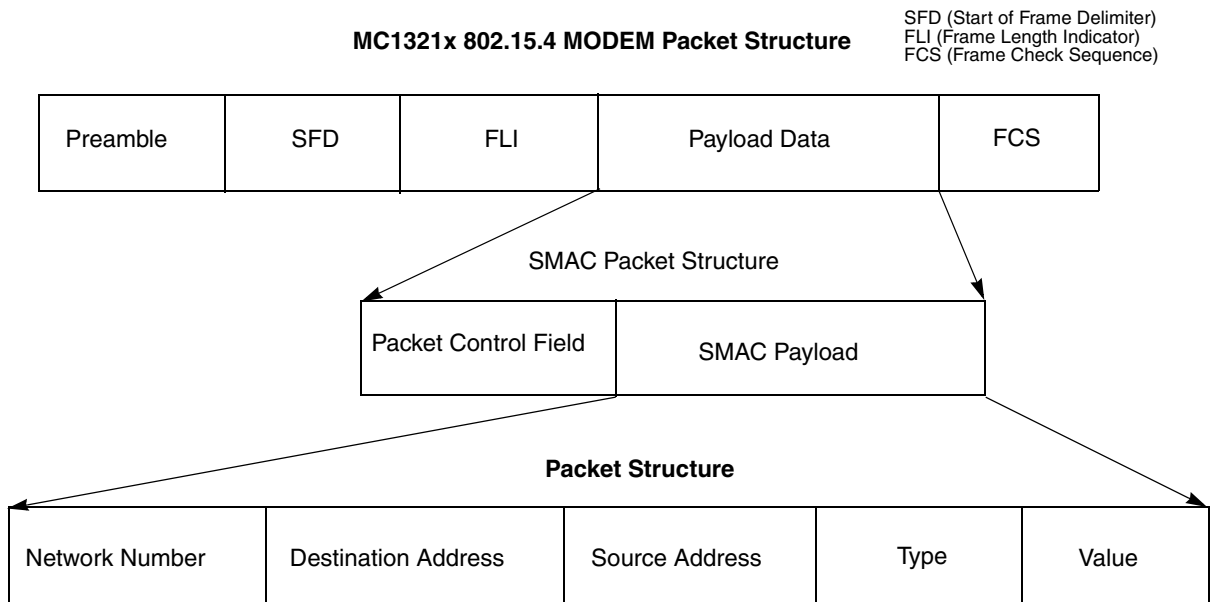 SFD (Start of Frame Delimiter)
FLI (Frame Length Indicator)
FCS (Frame Check Sequence)
MC1321x 802.15.4 MODEM Packet Structure
Preamble
SFD
FLI
Payload Data
FCS
SMAC Packet Structure
Packet Control Field
SMAC Payload
Packet Structure
Network Number
Destination Address
Source Address
Type
Value